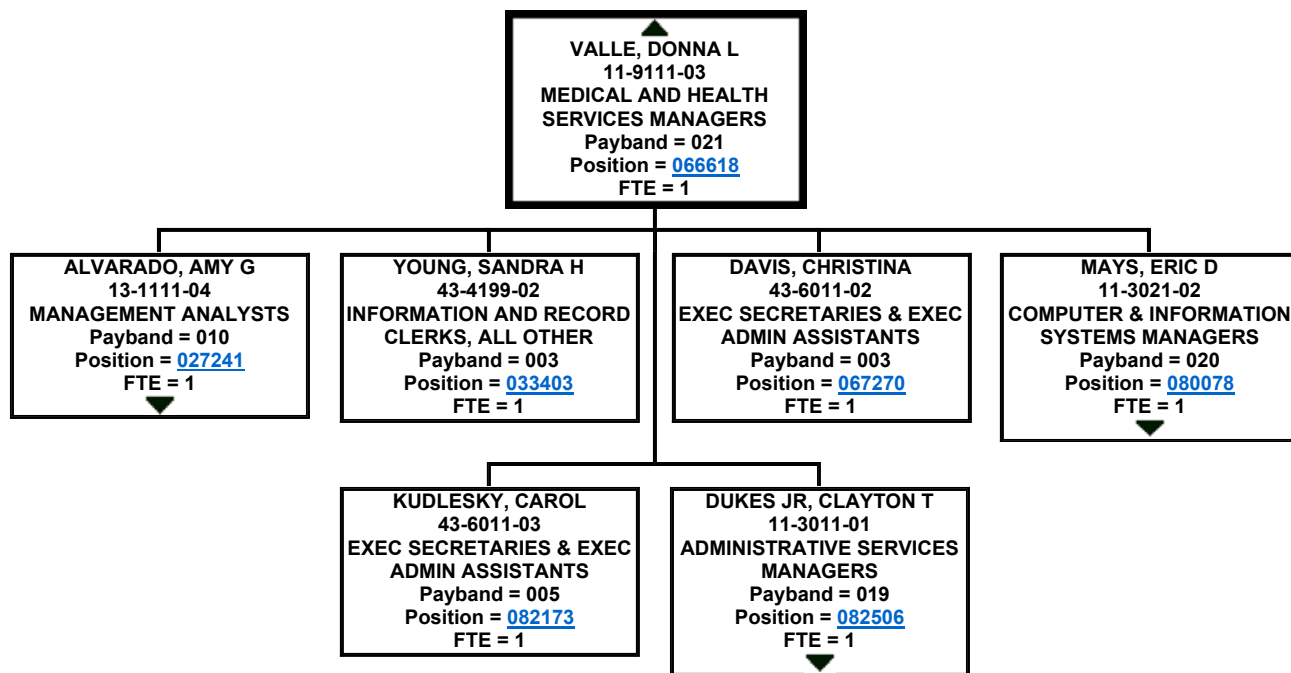 VALLE, DONNA L
11-9111-03
MEDICAL AND HEALTH
SERVICES MANAGERS
Payband = 021
Position = 066618
FTE = 1
ALVARADO, AMY G
13-1111-04
MANAGEMENT ANALYSTS
Payband = 010
Position = 027241
FTE = 1
YOUNG, SANDRA H
43-4199-02
INFORMATION AND RECORD
CLERKS, ALL OTHER
Payband = 003
Position = 033403
FTE = 1
DAVIS, CHRISTINA
43-6011-02
EXEC SECRETARIES & EXEC
ADMIN ASSISTANTS
Payband = 003
Position = 067270
FTE = 1
MAYS, ERIC D
11-3021-02
COMPUTER & INFORMATION
SYSTEMS MANAGERS
Payband = 020
Position = 080078
FTE = 1
KUDLESKY, CAROL
43-6011-03
EXEC SECRETARIES & EXEC
ADMIN ASSISTANTS
Payband = 005
Position = 082173
FTE = 1
DUKES JR, CLAYTON T
11-3011-01
ADMINISTRATIVE SERVICES
MANAGERS
Payband = 019
Position = 082506
FTE = 1